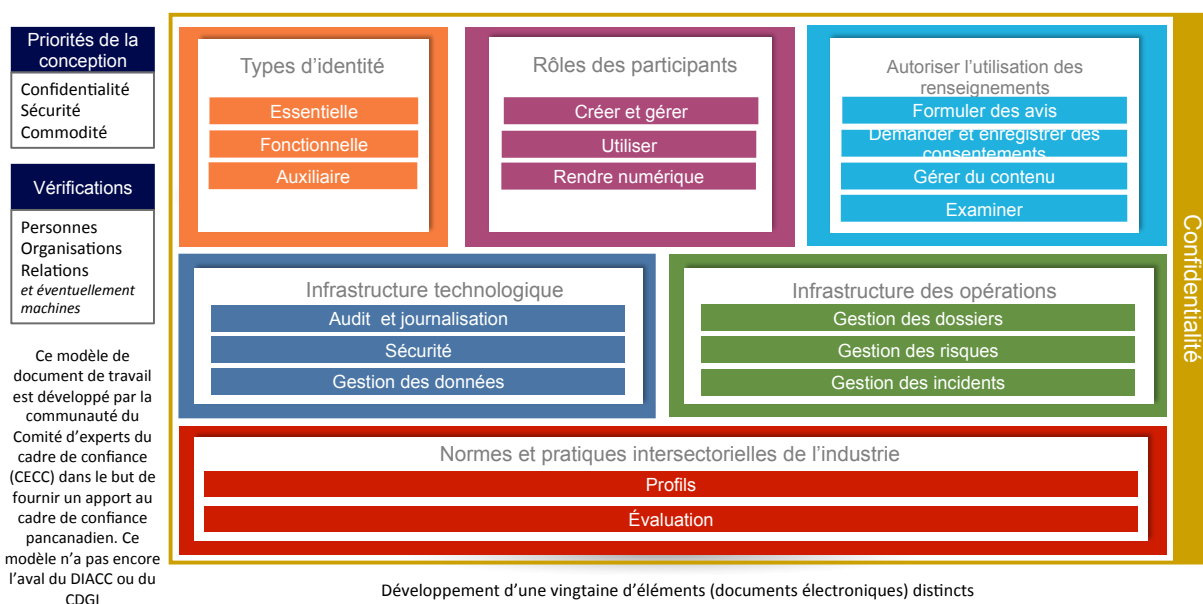 Priorités de la
conception
Confidentialité
Sécurité
Commodité
Vérifications
Personnes
Organisations
Relations
et éventuellement
machines
Ce modèle de
document de travail
est développé par la
communauté du
Comité d’experts du
cadre de confiance
(CECC) dans le but de
fournir un apport au
cadre de confiance
pancanadien. Ce
modèle n’a pas encore
l’aval du DIACC ou du
CDGI
Types d’identité
Essentielle
Fonctionnelle
Auxiliaire
Rôles des participants
Créer et gérer
Utiliser
Rendre numérique
Autoriser l’utilisation des
renseignements
Formuler des avis
Demander et enregistrer des
consentements
Gérer du contenu
Examiner
Infrastructure technologique
Audit et journalisation
Sécurité
Gestion des données
Infrastructure des opérations
Gestion des dossiers
Gestion des risques
Gestion des incidents
Normes et pratiques intersectorielles de l’industrie
Profils
Évaluation
Confidentialité
Développement d’une vingtaine d’éléments (documents électroniques) distincts